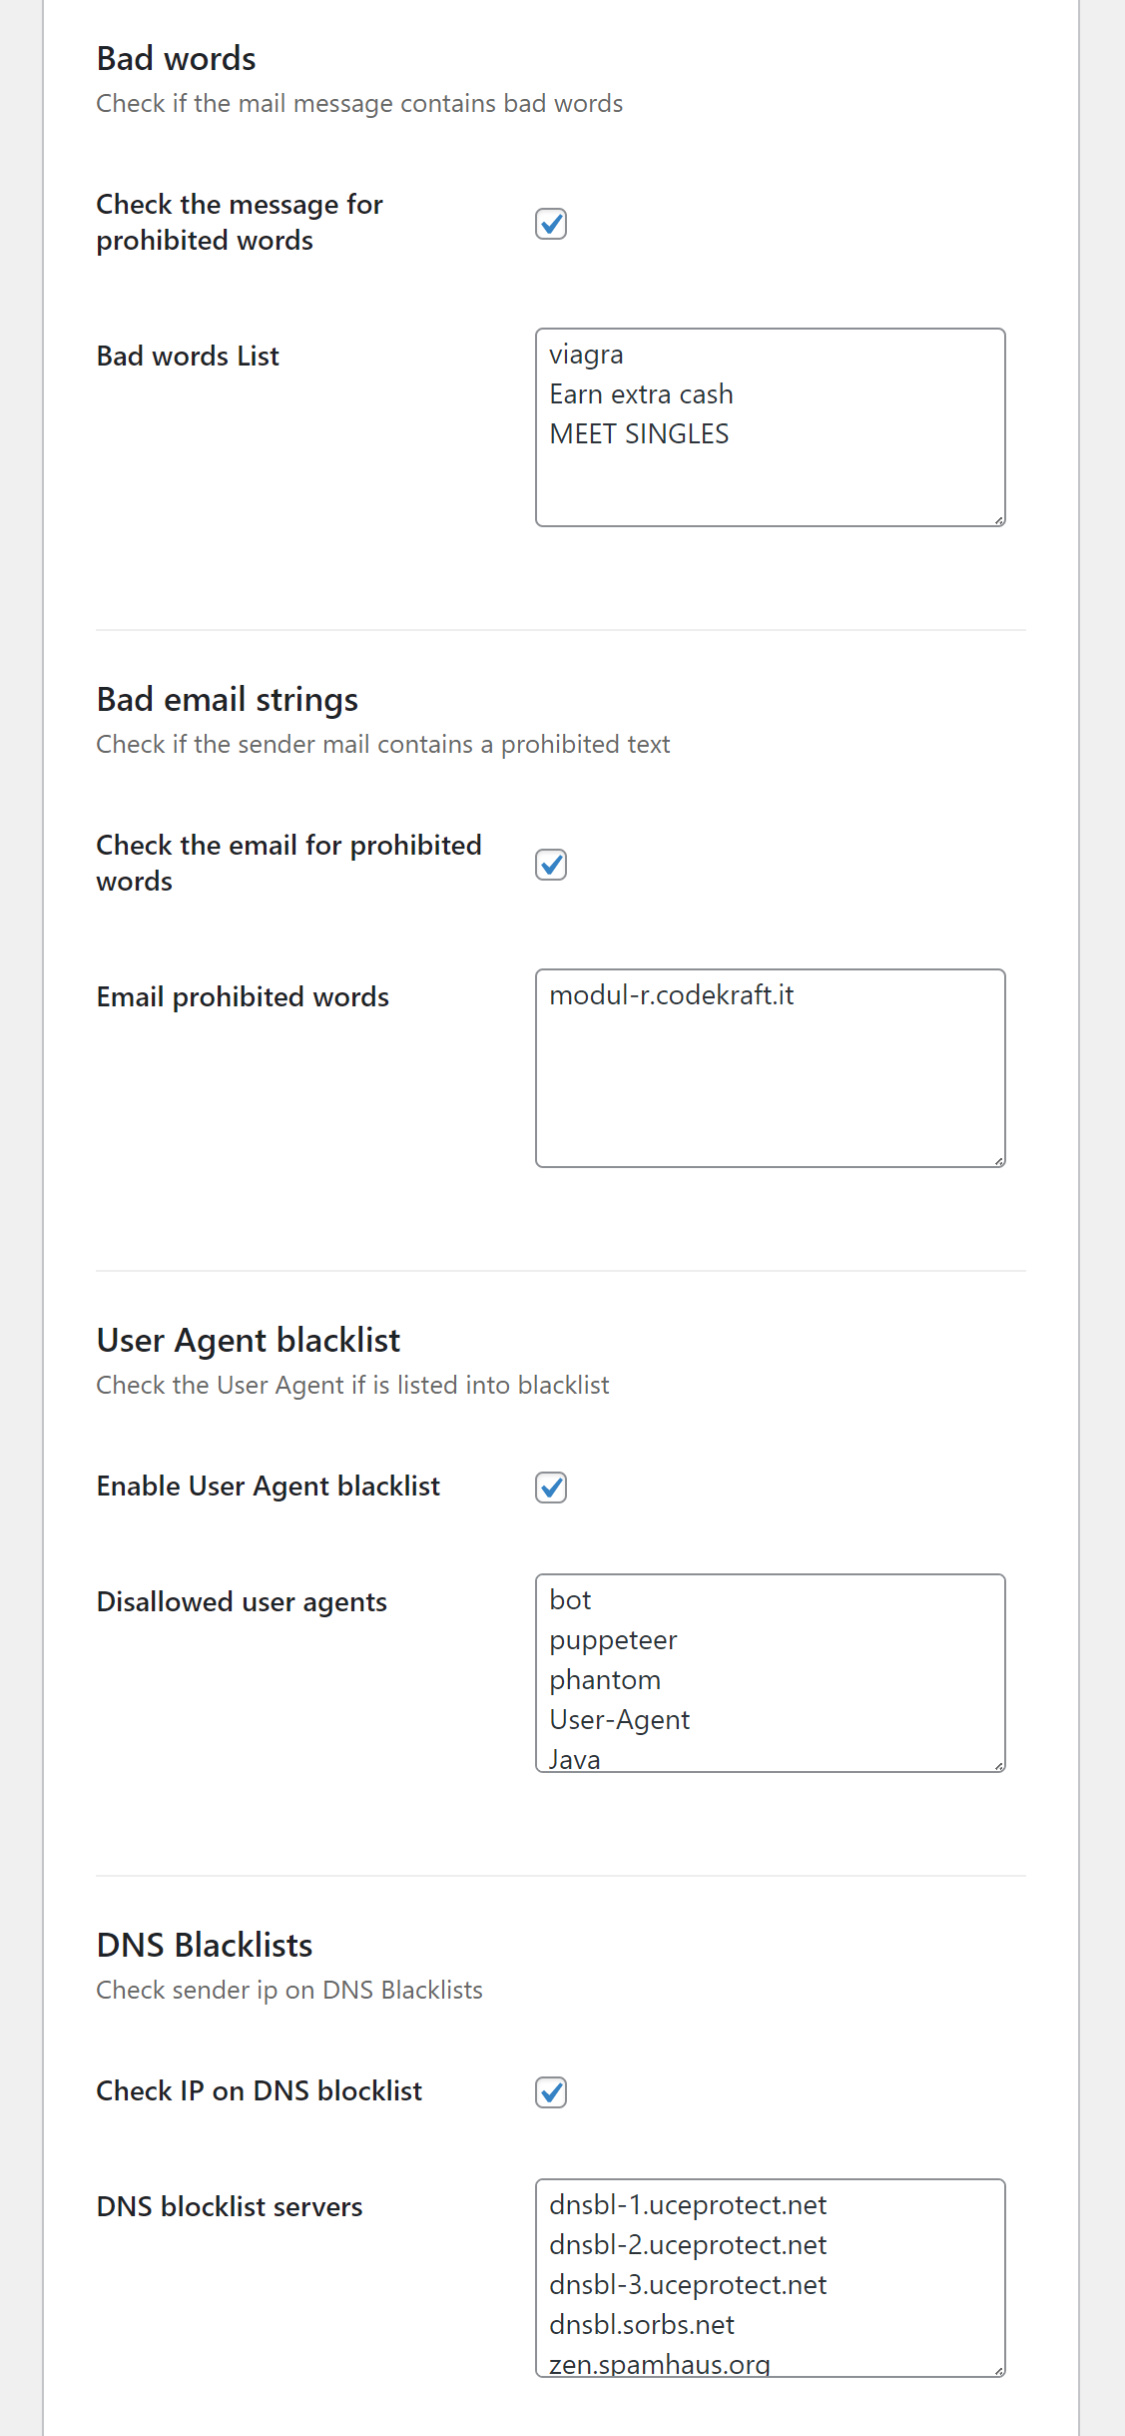 Bad words
Check if the mail message contains bad words
Check the message for
prohibited words
Bad words List
viagra
Earn extra cash
MEET SINGLES
Bad email strings
Check if the sender mail contains a prohibited text
Check the email for prohibited
words
Email prohibited words
modul-r.codekraft.it
User Agent blacklist
Check the User Agent if is listed into blacklist
Enable User Agent blacklist
Disallowed user agents
bot
puppeteer
phantom
User-Agent
Java
DNS Blacklists
Check sender ip on DNS Blacklists
Check IP on DNS blocklist
DNS blocklist servers
dnsbl-1.uceprotect.net
dnsbl-2.uceprotect.net
dnsbl-3.uceprotect.net
dnsbl.sorbs.net
zen.spamhaus.org